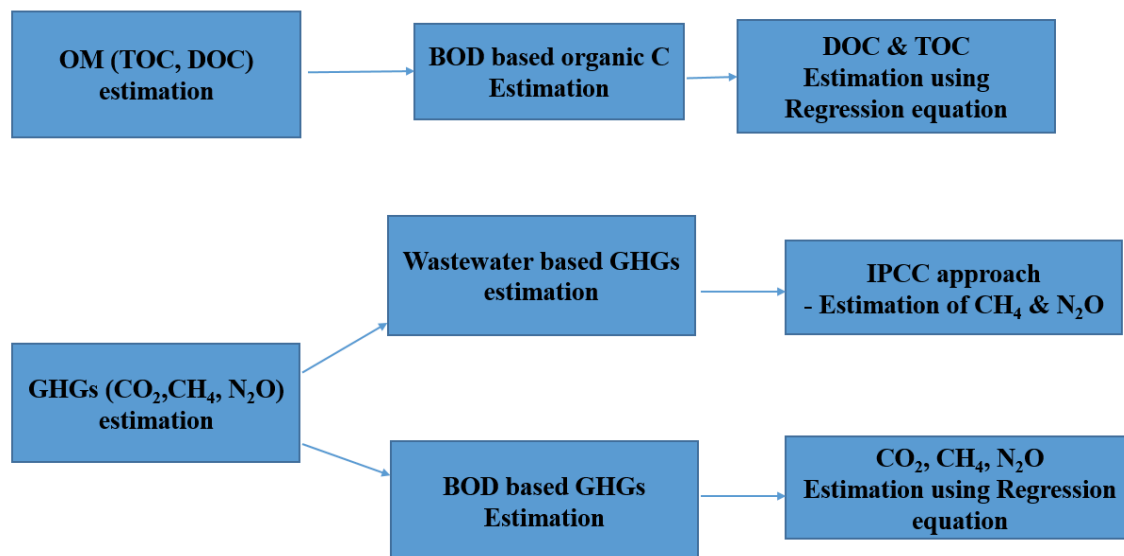 OM (TOC, DOC)
estimation
BOD based organic C
Estimation
DOC & TOC
Estimation using
Regression equation
Wastewater based GHGs
estimation
IPCC approach
- Estimation of CH₄ & N₂O
GHGs (CO₂,CH₄, N₂O)
estimation
BOD based GHGs
Estimation
CO₂, CH₄, N₂O
Estimation using Regression
equation